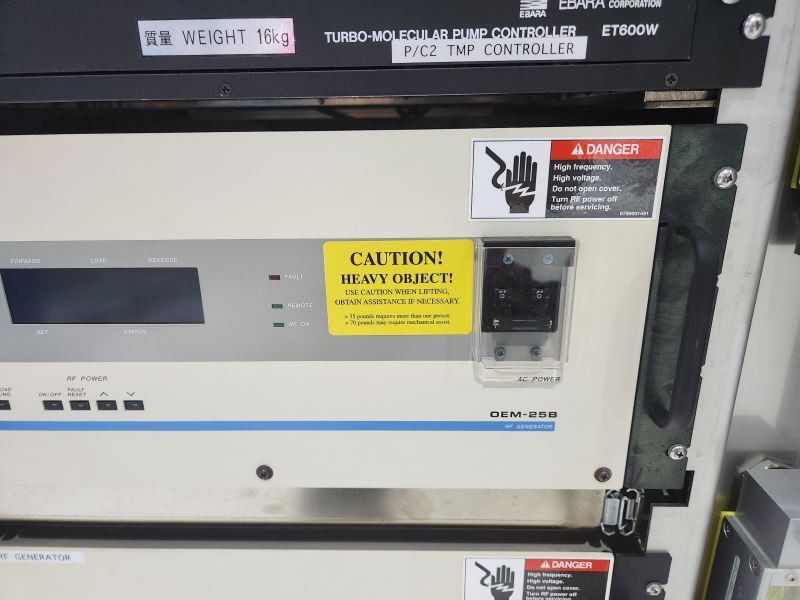 EBARA
EBARA CORPORATION
質量 WEIGHT 16kg
TURBO-MOLECULAR PUMP CONTROLLER ET600W
P/C2 TMP CONTROLLER
DANGER
High frequency.
High voltage.
Do not open cover.
Turn RF power off
before servicing.
FORWARD LOAD REVERSE
SET STATUS
FAULT
REMOTE
RF ON
CAUTION!
HEAVY OBJECT!
USE CAUTION WHEN LIFTING,
OBTAIN ASSISTANCE IF NECESSARY.
> 35 pounds requires more than one person.
> 70 pounds may require mechanical assist.
AC POWER
RF POWER
ON/OFF
FAULT
RESET
OEM-25B
RF GENERATOR
RF GENERATOR
DANGER
High frequency.
High voltage.
Do not open cover.
Turn RF power off